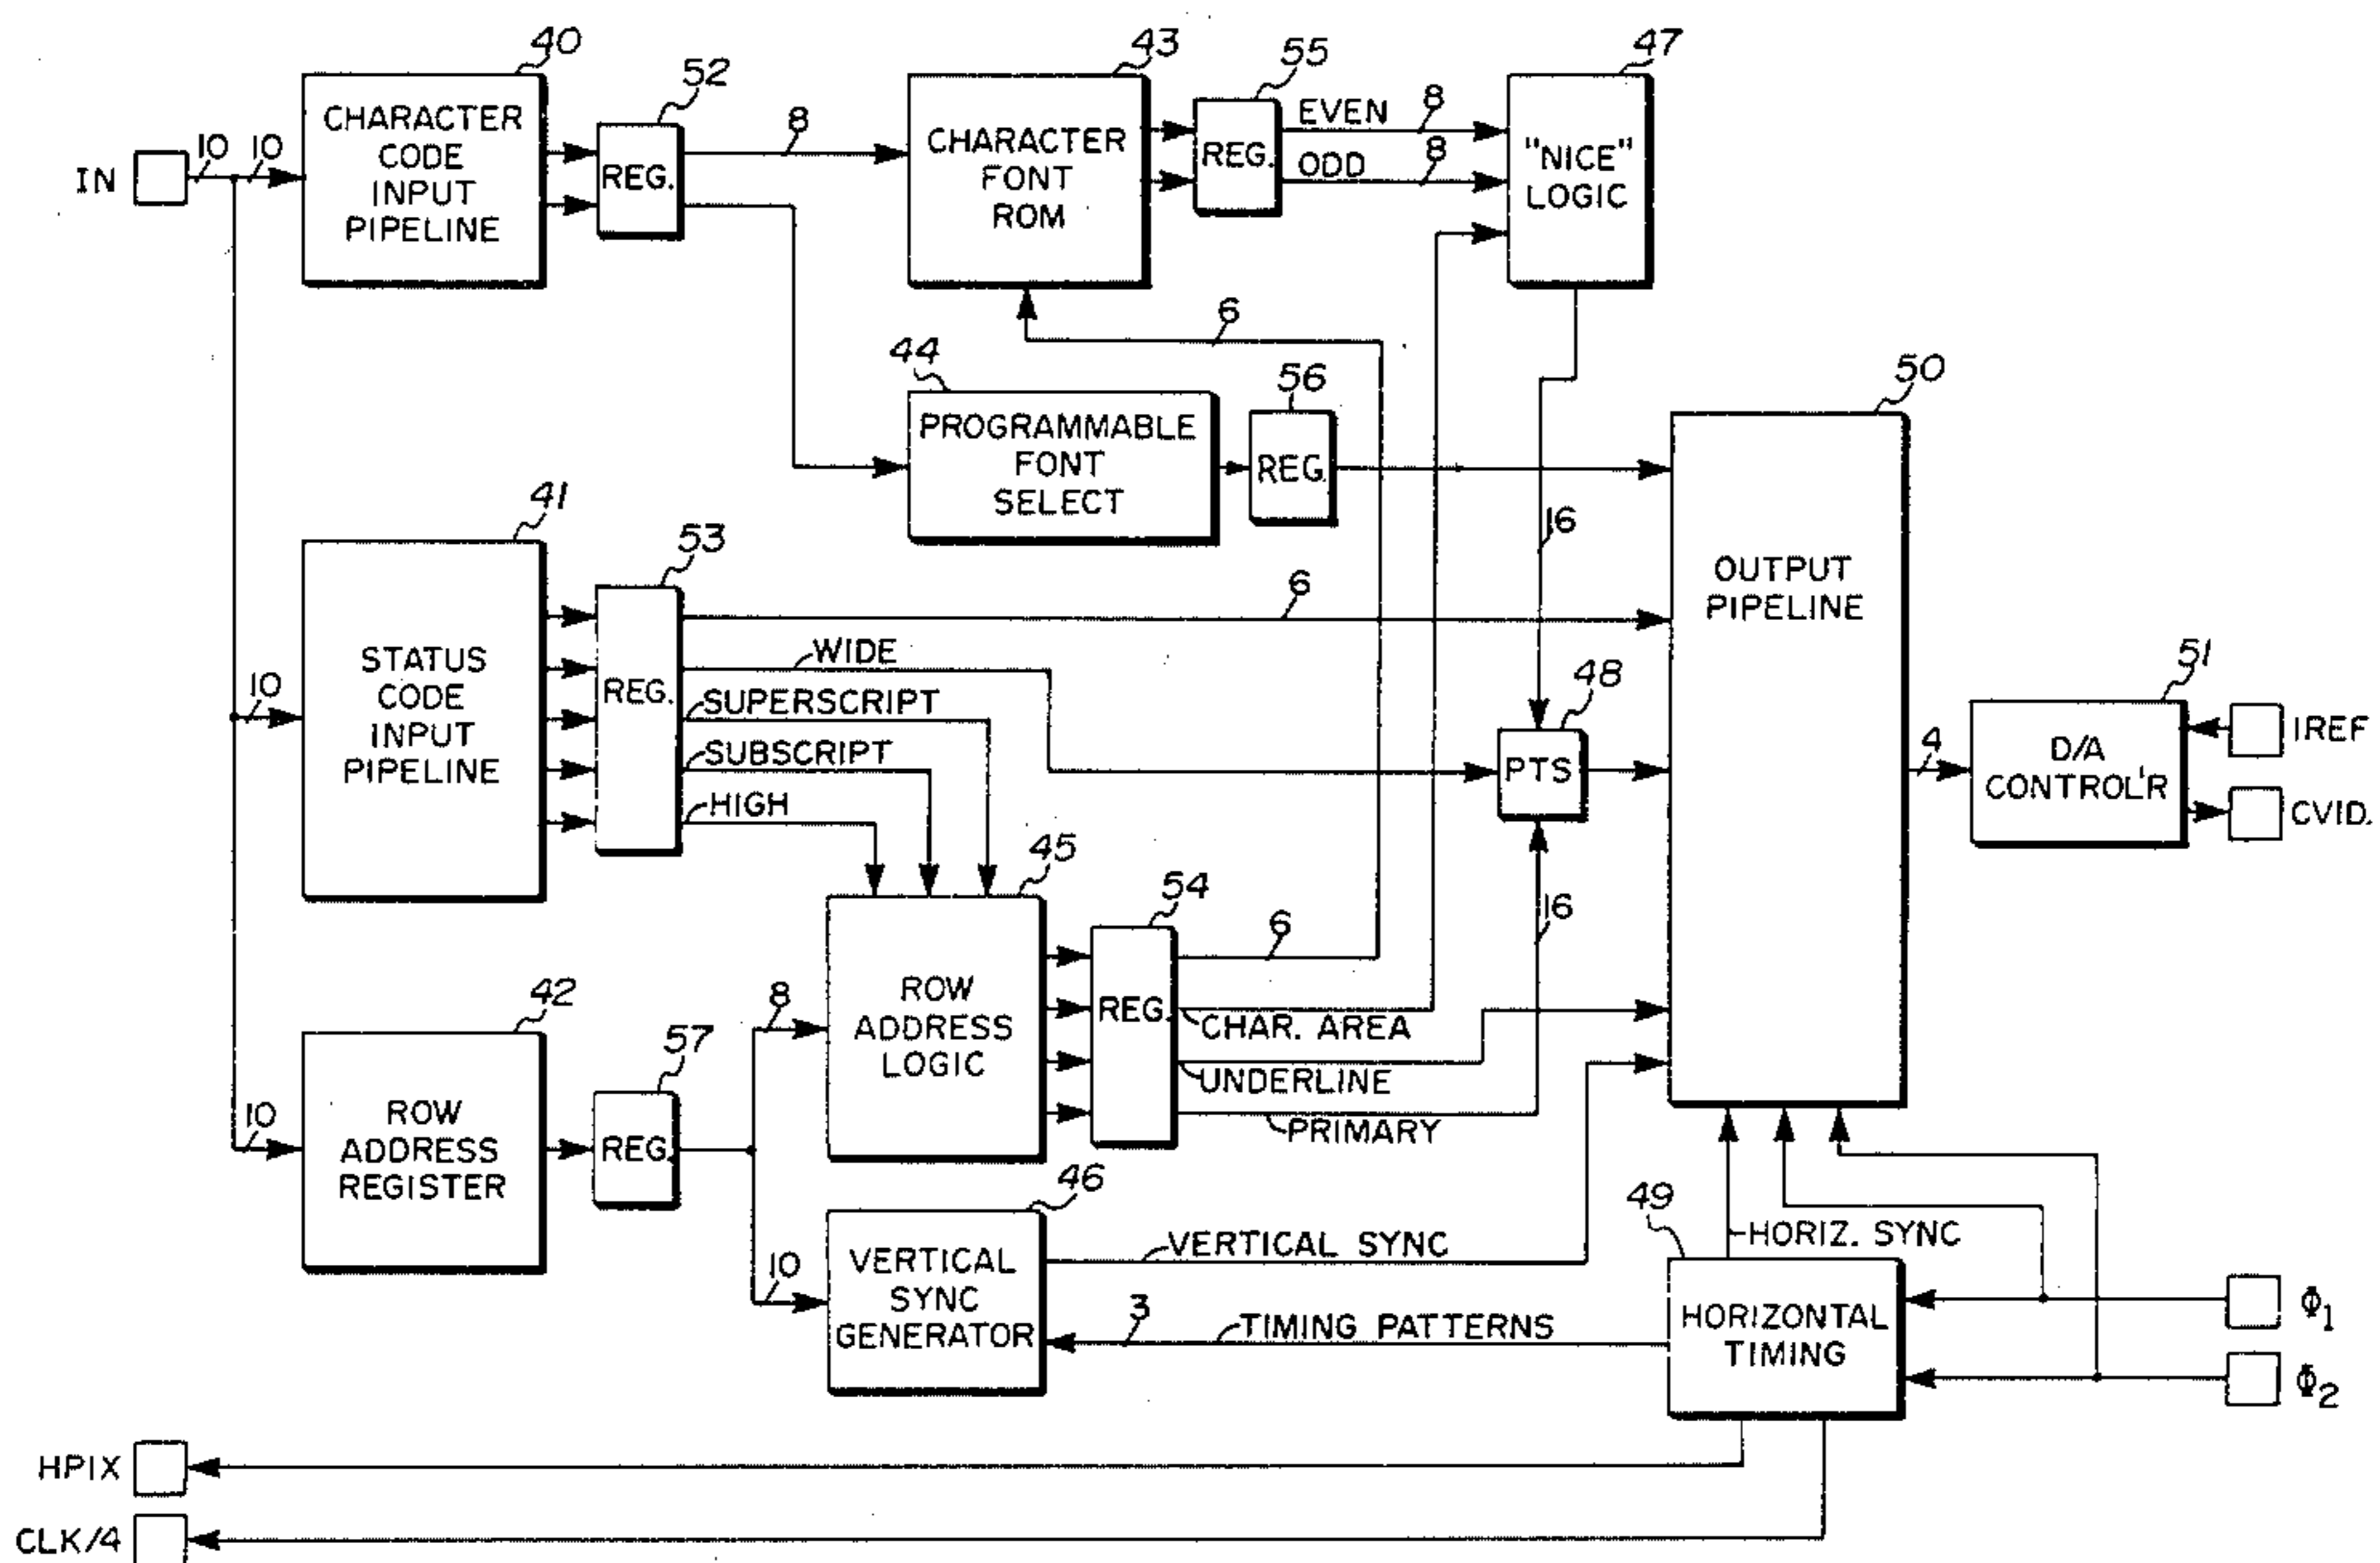 40
CHARACTER
CODE
INPUT
PIPELINE
52
REG.
8
43
CHARACTER
FONT
ROM
55
REG.
EVEN
8
ODD
8
47
"NICE"
LOGIC
IN
10
10
6
44
PROGRAMMABLE
FONT
SELECT
56
REG.
16
50
OUTPUT
PIPELINE
41
STATUS
CODE
INPUT
PIPELINE
10
53
REG.
6
WIDE
SUPERSCRIPT
SUBSCRIPT
HIGH
48
PTS
16
4
51
D/A
CONTROL'R
IREF
CVID.
45
ROW
ADDRESS
LOGIC
8
54
REG.
6
CHAR. AREA
UNDERLINE
PRIMARY
42
ROW
ADDRESS
REGISTER
10
57
REG.
46
VERTICAL
SYNC
GENERATOR
10
VERTICAL SYNC
3
TIMING PATTERNS
49
HORIZ. SYNC
HORIZONTAL
TIMING
Φ1
Φ2
HPIX
CLK/4